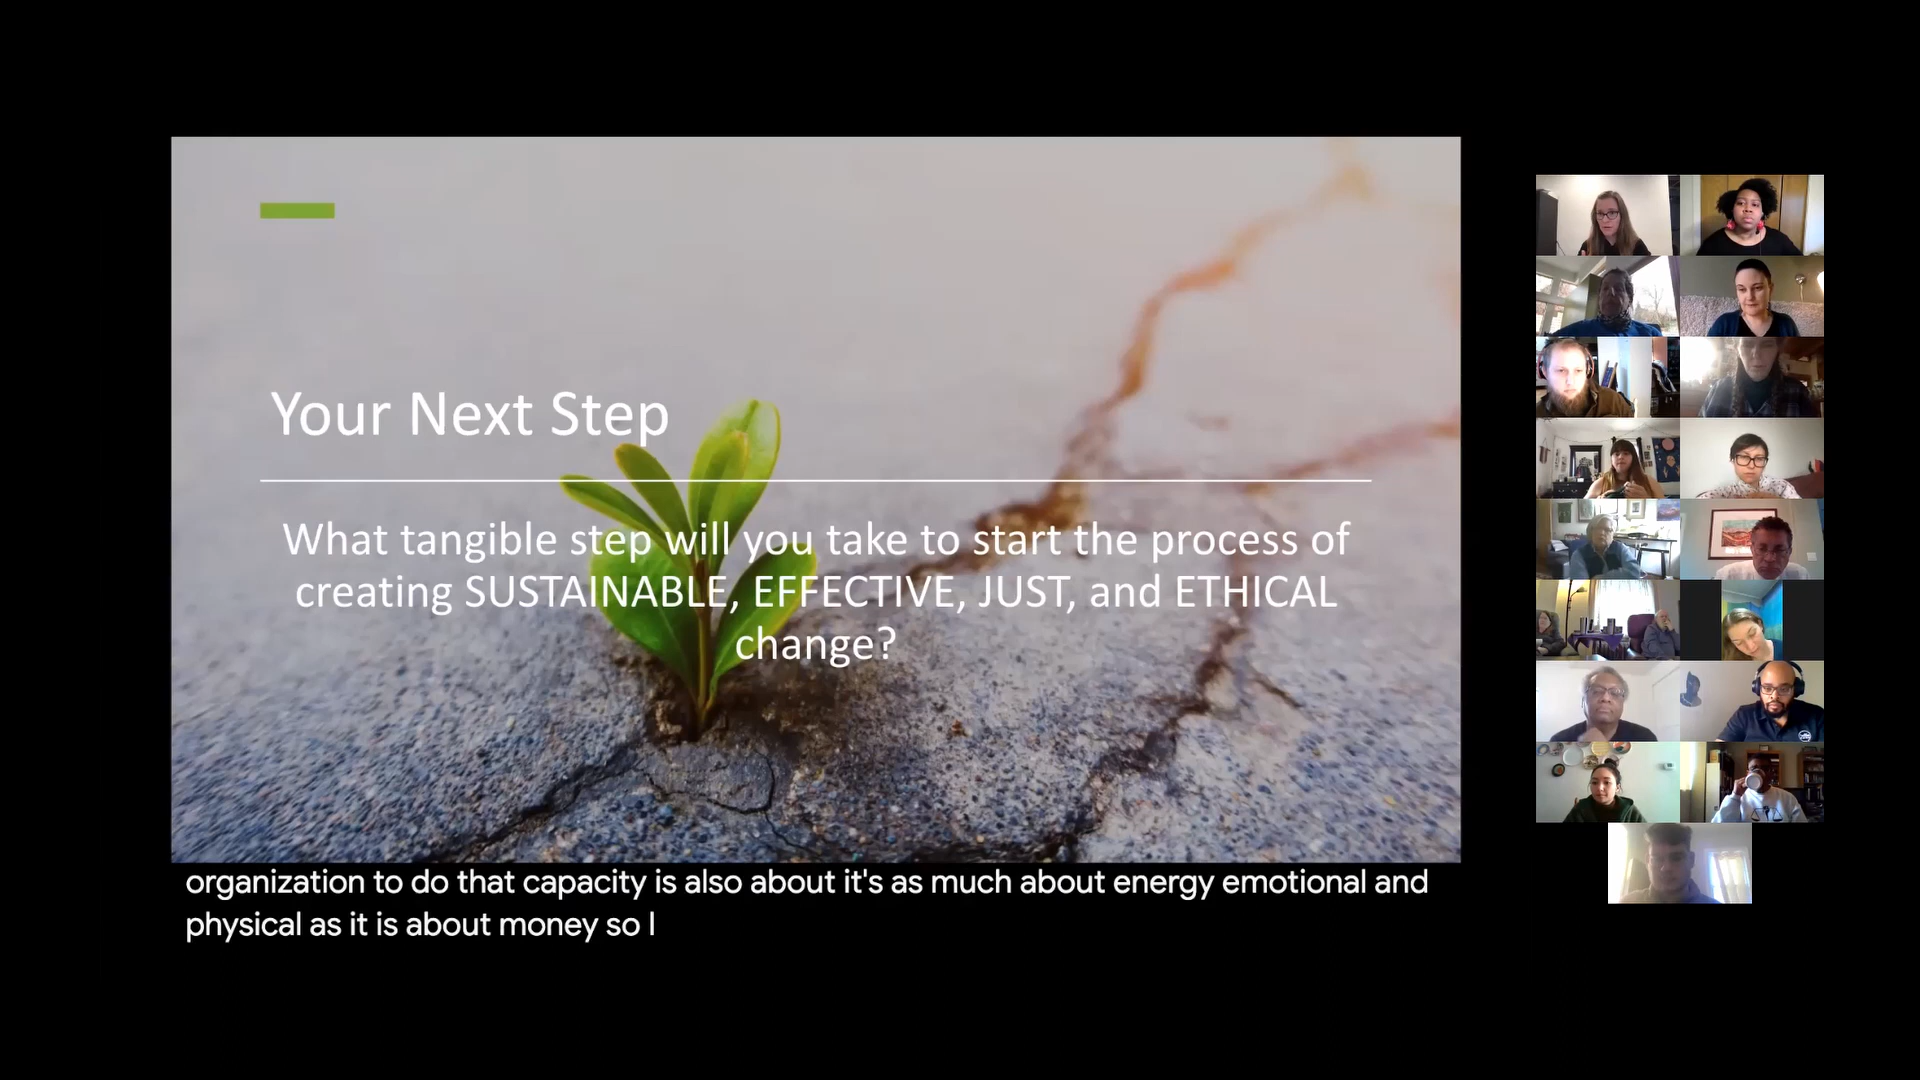 Your Next Step
What tangible step will you take to start the process of
creating SUSTAINABLE, EFFECTIVE, JUST, and ETHICAL
change?
organization to do that capacity is also about it's as much about energy emotional and
physical as it is about money so I